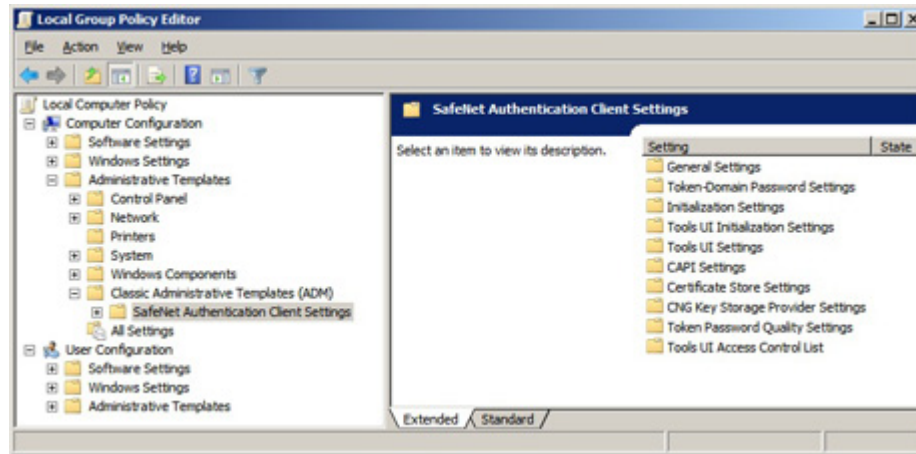 Local Group Policy Editor
File Action View Help
Local Computer Policy
Computer Configuration
Software Settings
Windows Settings
Administrative Templates
Control Panel
Network
Printers
System
Windows Components
Classic Administrative Templates (ADM)
SafeNet Authentication Client Settings
All Settings
User Configuration
Software Settings
Windows Settings
Administrative Templates
SafeNet Authentication Client Settings
Select an item to view its description.
Setting State
General Settings
Token-Domain Password Settings
Initialization Settings
Tools UI Initialization Settings
Tools UI Settings
CAPI Settings
Certificate Store Settings
CNG Key Storage Provider Settings
Token Password Quality Settings
Tools UI Access Control List
Extended Standard